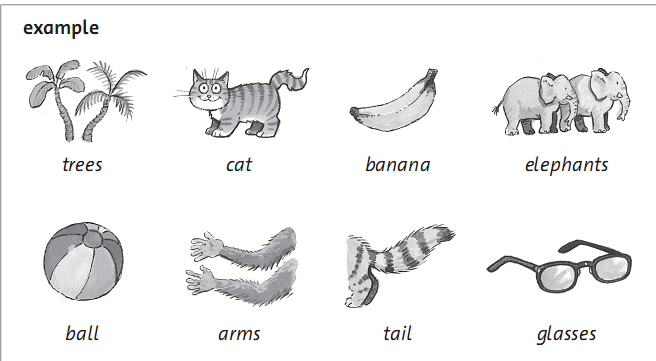 example
trees cat banana elephants
ball arms tail glasses